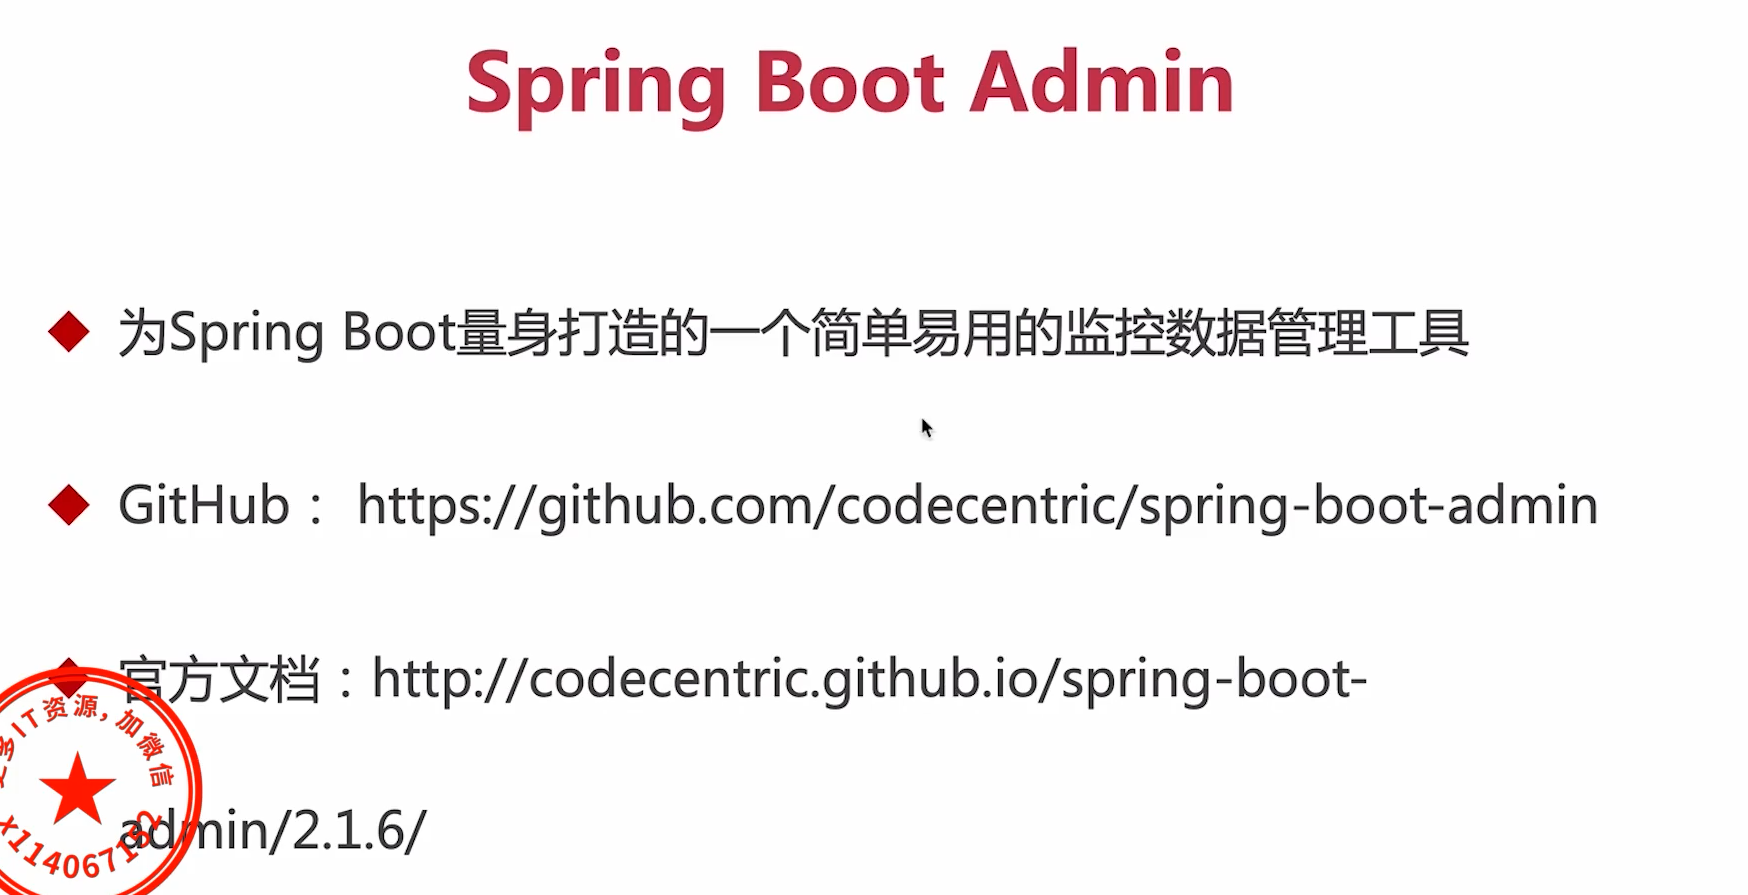 Spring Boot Admin
为Spring Boot量身打造的一个简单易用的监控数据管理工具
GitHub： https://github.com/codecentric/spring-boot-admin
官方文档：http://codecentric.github.io/spring-boot-
admin/2.1.6/
多IT资源,加微信
x114067152